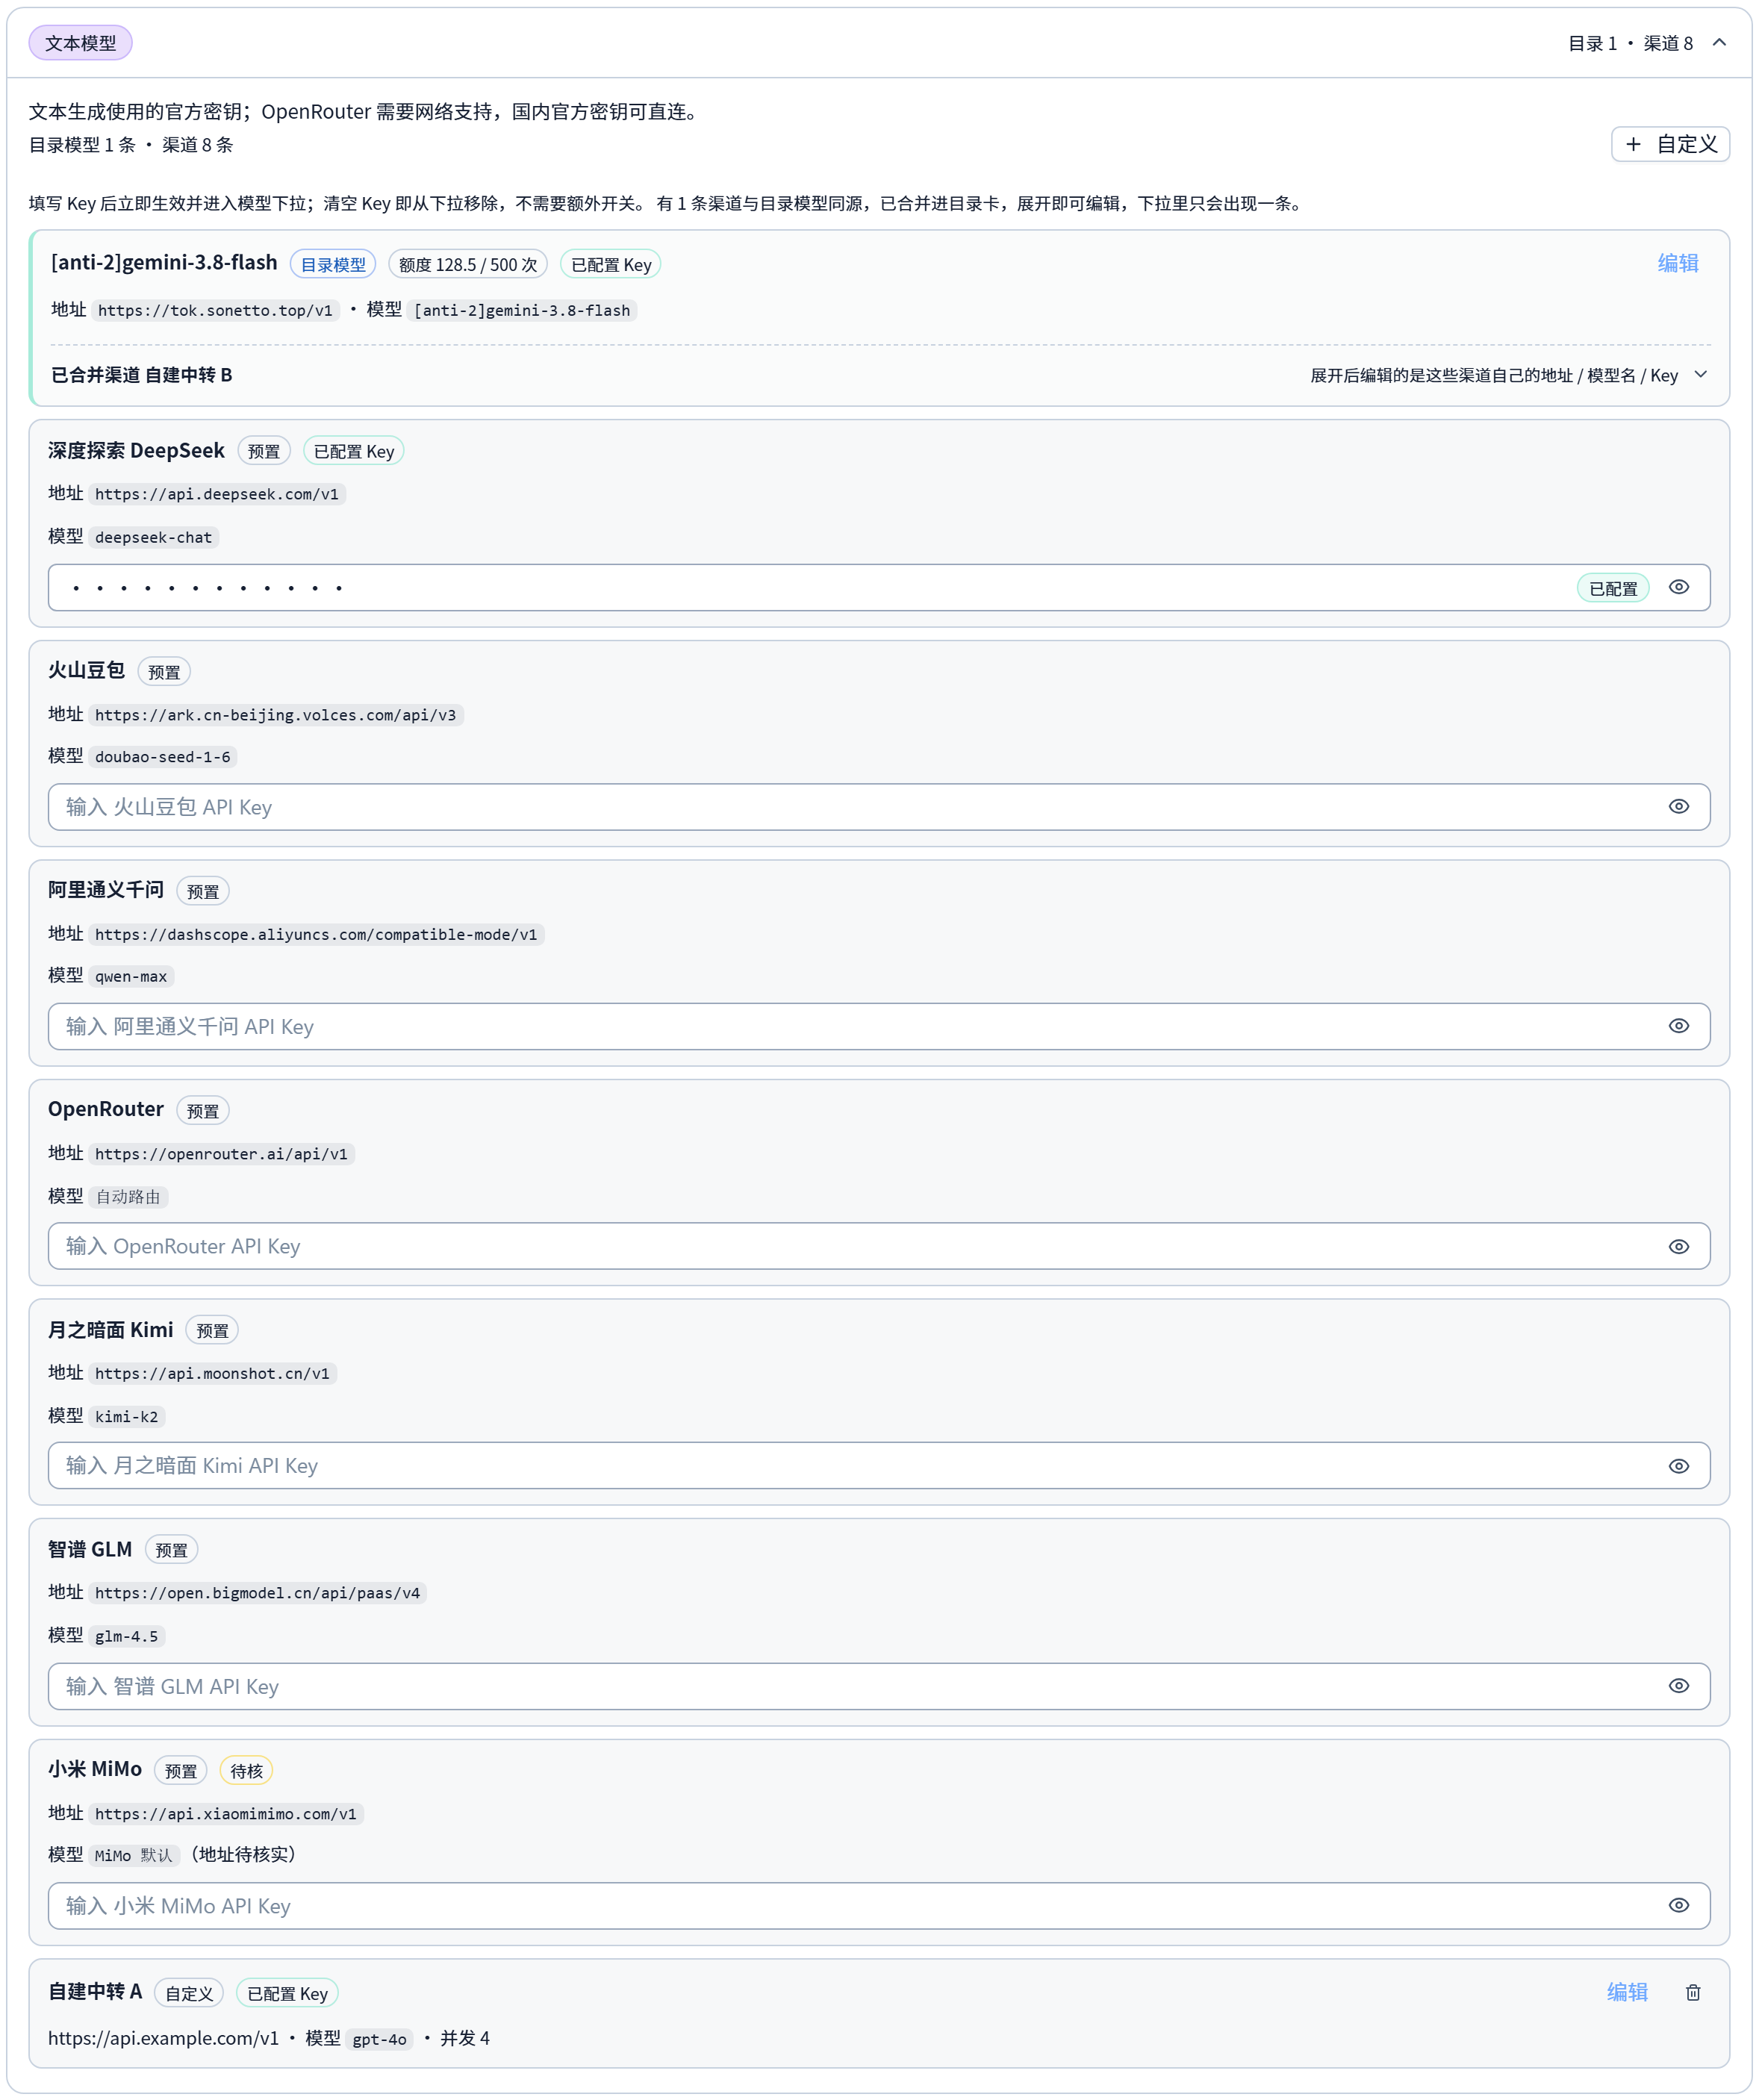 文本模型
目录 1 · 渠道 8
文本生成使用的官方密钥；OpenRouter 需要网络支持，国内官方密钥可直连。
目录模型 1 条 · 渠道 8 条
+ 自定义
填写 Key 后立即生效并进入模型下拉；清空 Key 即从下拉移除，不需要额外开关。 有 1 条渠道与目录模型同源，已合并进目录卡，展开即可编辑，下拉里只会出现一条。
[anti-2]gemini-3.8-flash 目录模型 额度 128.5 / 500 次 已配置 Key 编辑
地址 https://tok.sonetto.top/v1 · 模型 [anti-2]gemini-3.8-flash
已合并渠道 自建中转 B 展开后编辑的是这些渠道自己的地址 / 模型名 / Key
深度探索 DeepSeek 预置 已配置 Key
地址 https://api.deepseek.com/v1
模型 deepseek-chat
• • • • • • • • • • • • 已配置
火山豆包 预置
地址 https://ark.cn-beijing.volces.com/api/v3
模型 doubao-seed-1-6
输入 火山豆包 API Key
阿里通义千问 预置
地址 https://dashscope.aliyuncs.com/compatible-mode/v1
模型 qwen-max
输入 阿里通义千问 API Key
OpenRouter 预置
地址 https://openrouter.ai/api/v1
模型 自动路由
输入 OpenRouter API Key
月之暗面 Kimi 预置
地址 https://api.moonshot.cn/v1
模型 kimi-k2
输入 月之暗面 Kimi API Key
智谱 GLM 预置
地址 https://open.bigmodel.cn/api/paas/v4
模型 glm-4.5
输入 智谱 GLM API Key
小米 MiMo 预置 待核
地址 https://api.xiaomimimo.com/v1
模型 MiMo 默认（地址待核实）
输入 小米 MiMo API Key
自建中转 A 自定义 已配置 Key 编辑
https://api.example.com/v1 · 模型 gpt-4o · 并发 4